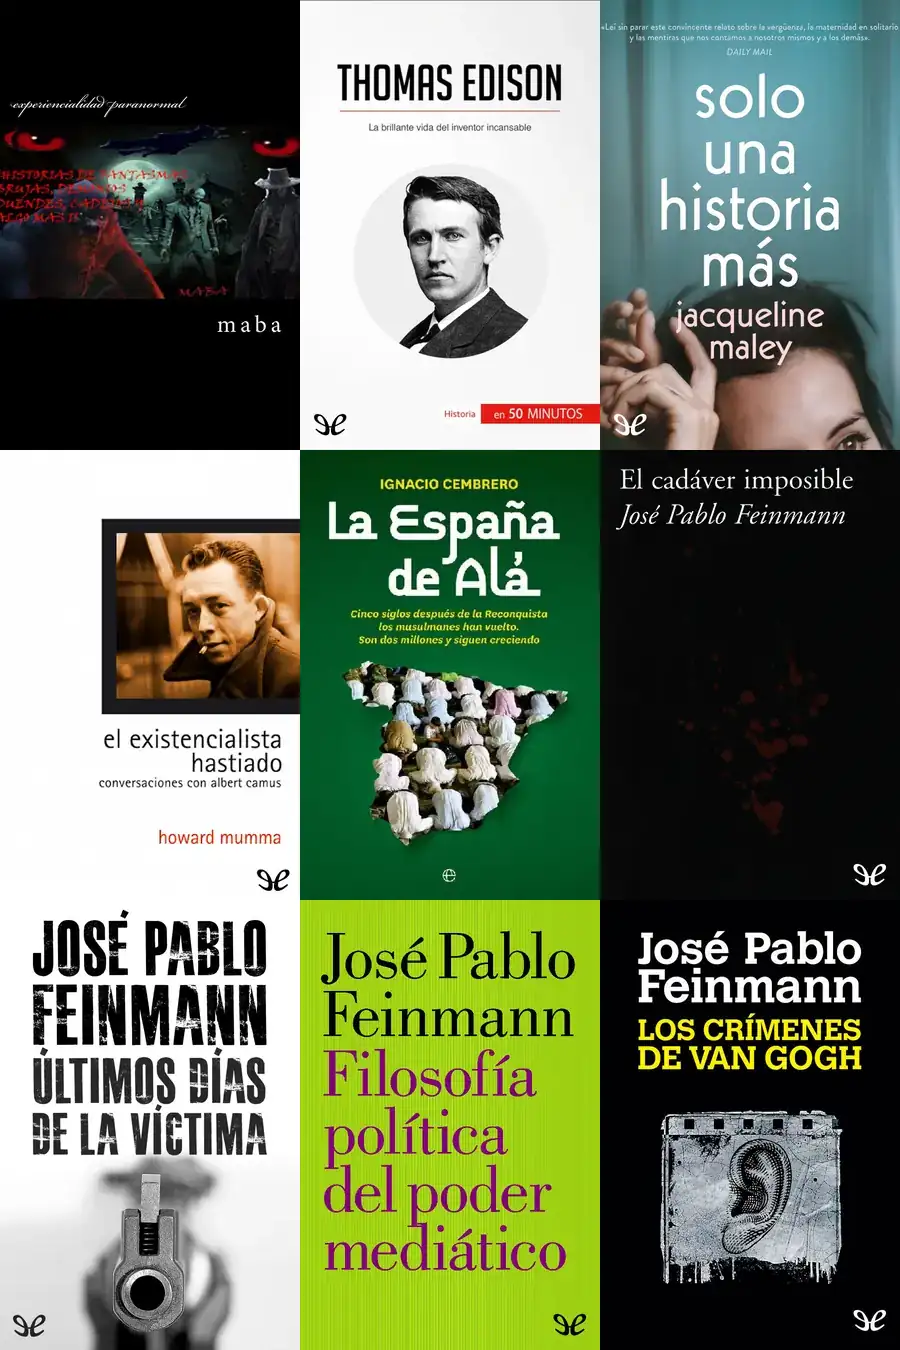 experiencialidad paranormal
HISTORIAS DE FANTASMAS
BRUJAS, DEMONIOS
DUENDES, CADEJOS Y
ALGO MAS !!
MABA
maba
THOMAS EDISON
La brillante vida del inventor incansable
Historia
en 50 MINUTOS
«Leí sin parar este convincente relato sobre la vergüenza, la maternidad en solitario
y las mentiras que nos contamos a nosotros mismos y a los demás».
DAILY MAIL
solo
una
historia
más
jacqueline
maley
el existencialista
hastiado
conversaciones con albert camus
howard mumma
IGNACIO CEMBRERO
La España
de Alá
Cinco siglos después de la Reconquista
los musulmanes han vuelto.
Son dos millones y siguen creciendo
e
El cadáver imposible
José Pablo Feinmann
JOSÉ PABLO
FEINMANN
ÚLTIMOS DÍAS
DE LA VÍCTIMA
José Pablo
Feinmann
Filosofía
política
del poder
mediático
José Pablo
Feinmann
LOS CRÍMENES
DE VAN GOGH